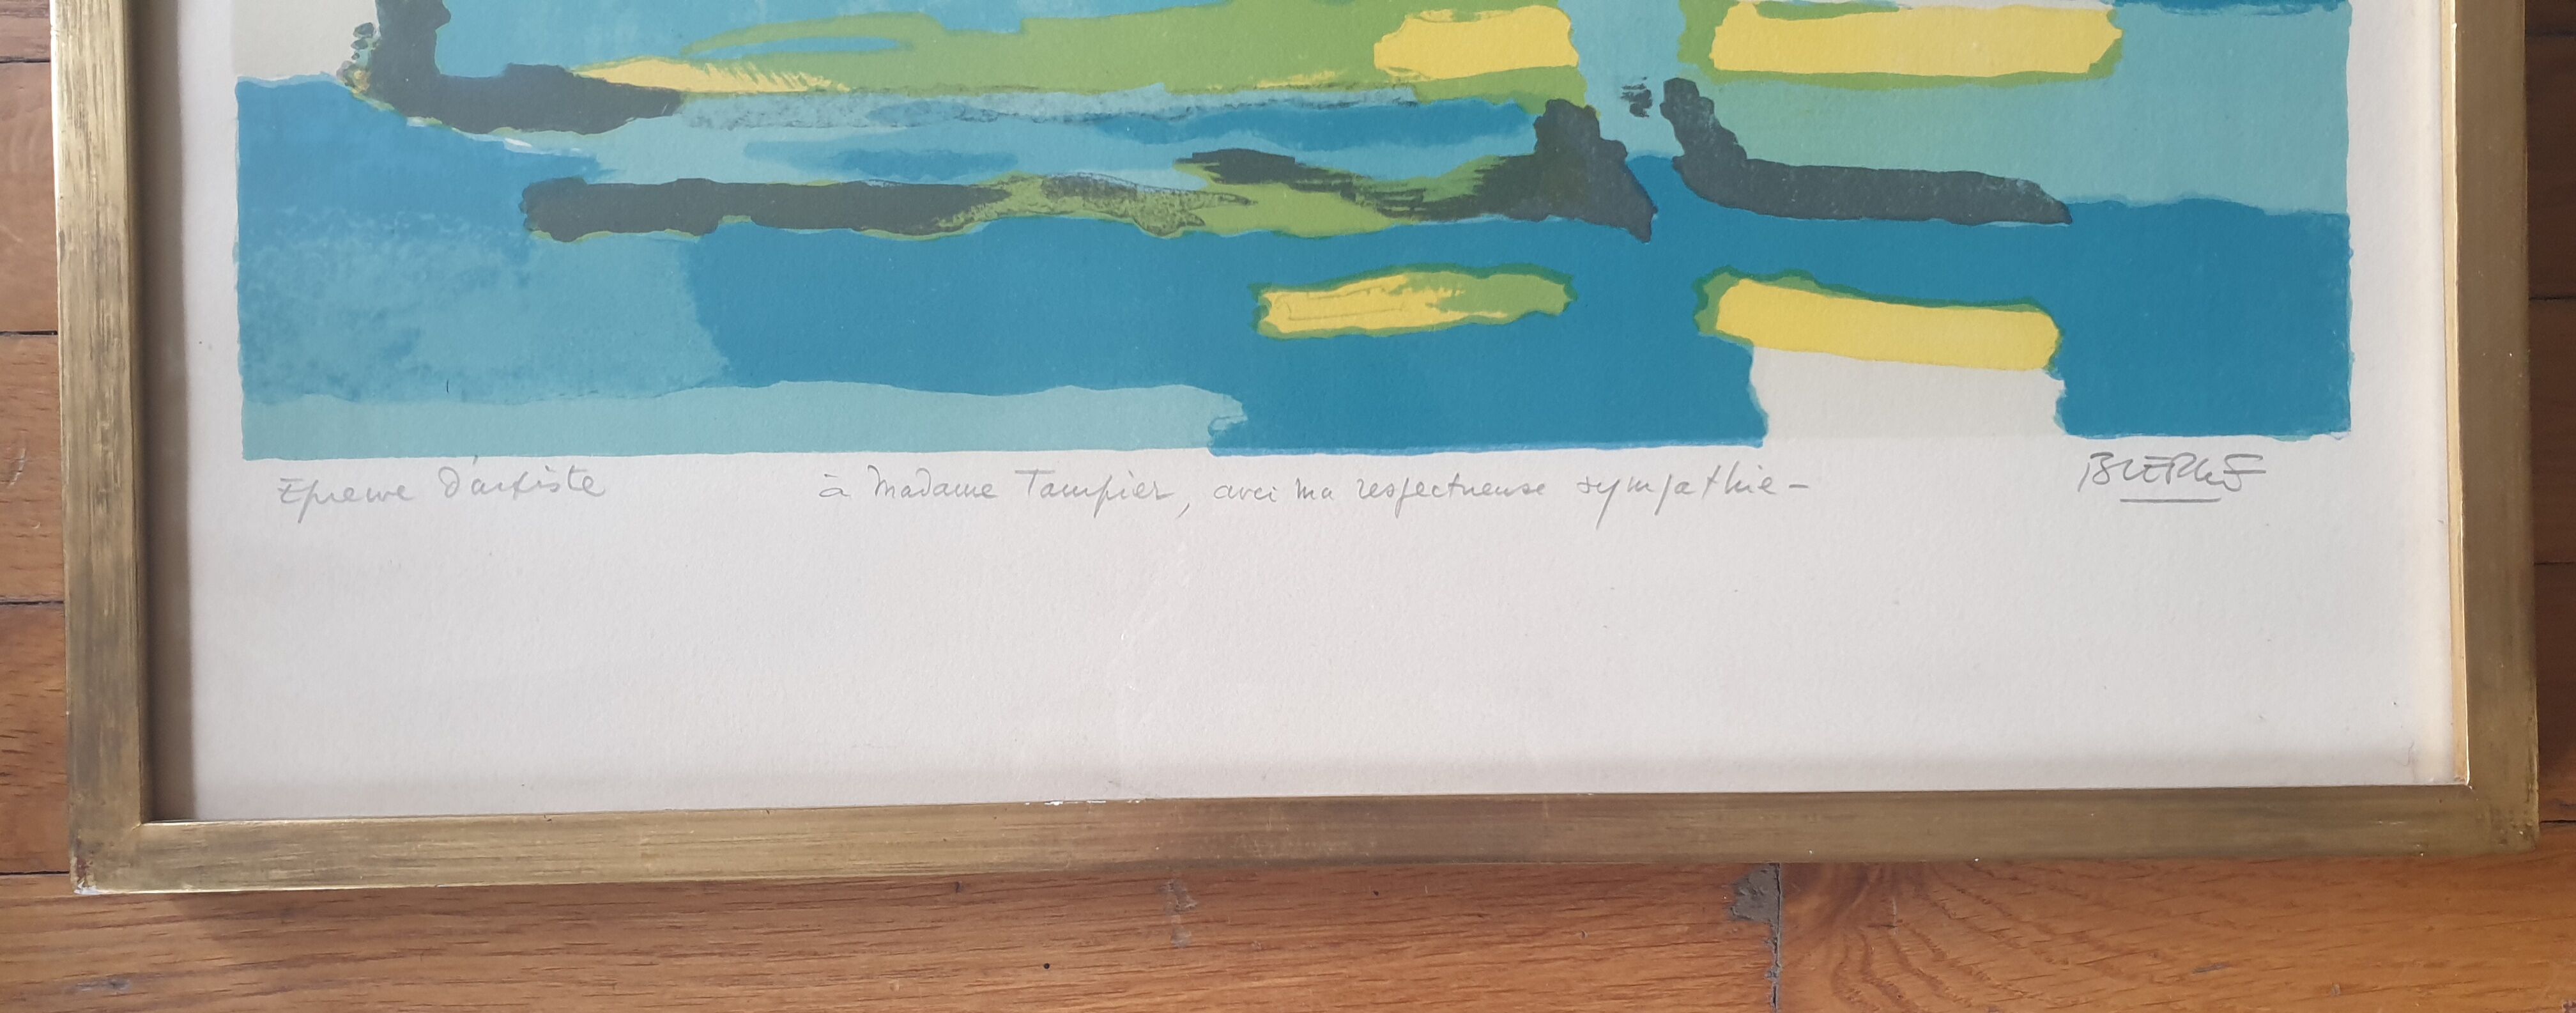 Epreuve d'artiste à Madame Tampier, avec ma respectueuse sympathie –